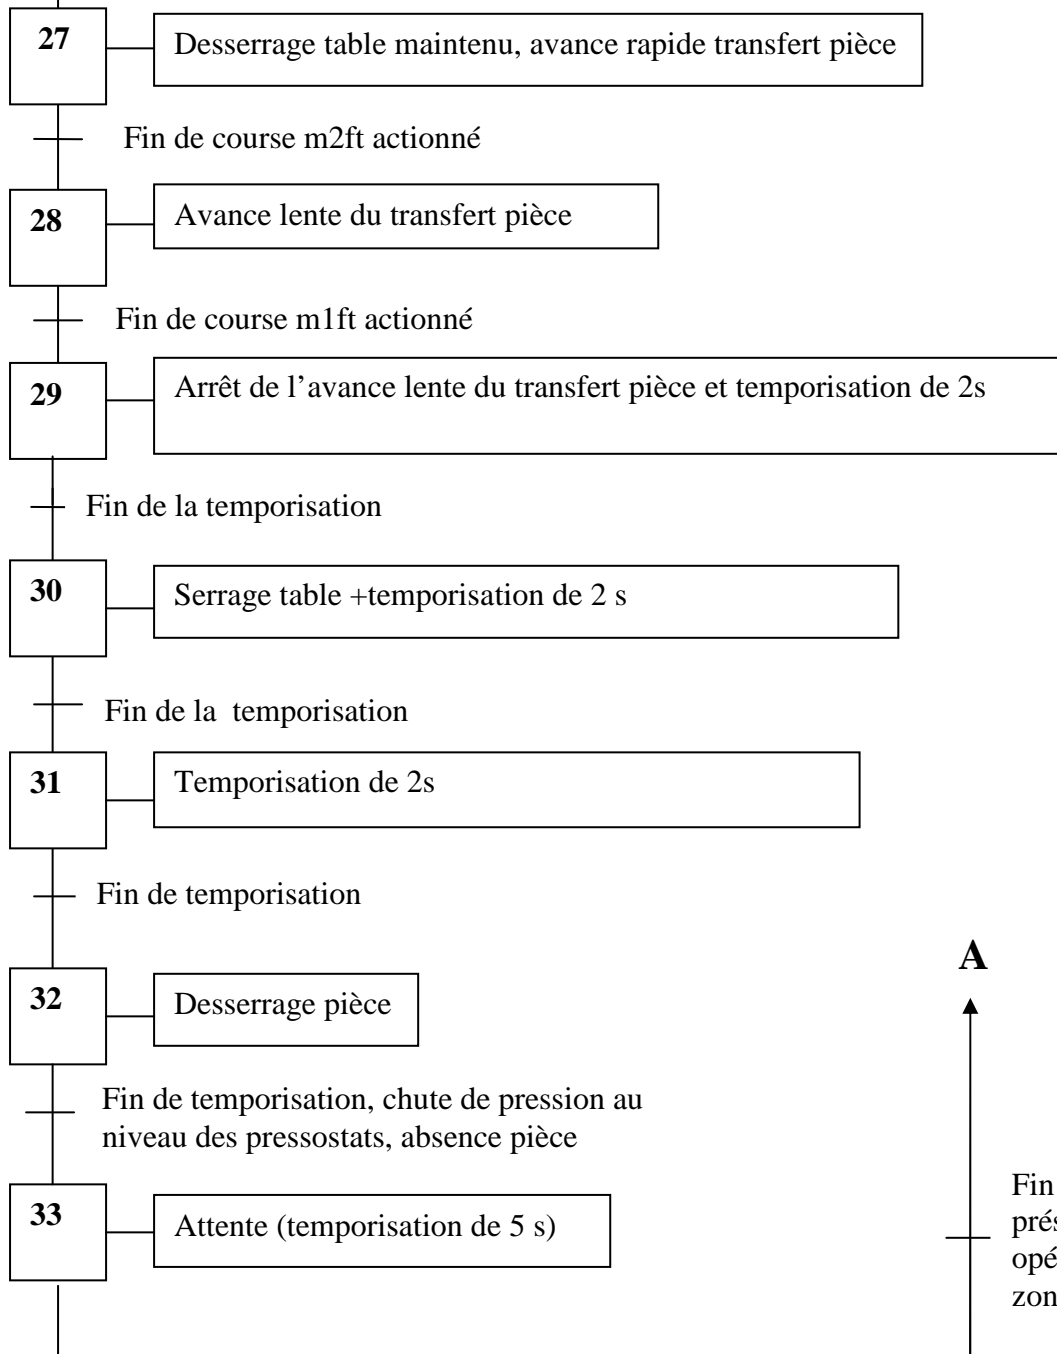 27
Desserrage table maintenu, avance rapide transfert pièce
Fin de course m2ft actionné
28
Avance lente du transfert pièce
Fin de course m1ft actionné
29
Arrêt de l’avance lente du transfert pièce et temporisation de 2s
Fin de la temporisation
30
Serrage table +temporisation de 2 s
Fin de la  temporisation
31
Temporisation de 2s
Fin de temporisation
32
Desserrage pièce
A
Fin de temporisation, chute de pression au
niveau des pressostats, absence pièce
33
Attente (temporisation de 5 s)
Fin
prés
opé
zon